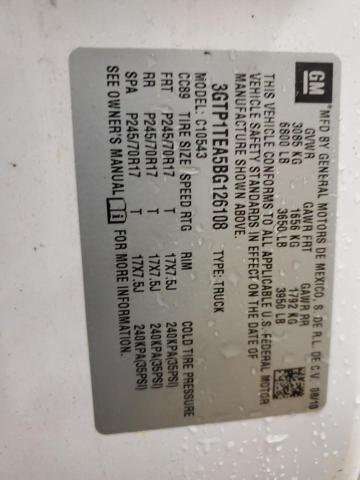 GM
MFD BY GENERAL MOTORS DE MEXICO, S. DE R.L. DE C.V. 08/10
GVWR GAWR FRT GAWR RR
3085 KG 1656 KG 1792 KG
6800 LB 3650 LB 3950 LB
THIS VEHICLE CONFORMS TO ALL APPLICABLE U.S. FEDERAL MOTOR
VEHICLE SAFETY STANDARDS IN EFFECT ON THE DATE OF
MANUFACTURE SHOWN ABOVE.
3GTP1TEA5BG126108 TYPE: TRUCK
MODEL: C10543
CC89 TIRE SIZE SPEED RTG RIM COLD TIRE PRESSURE
FRT P245/70R17 T 17X7.5J 240KPA(35PSI)
RR P245/70R17 T 17X7.5J 240KPA(35PSI)
SPA P245/70R17 T 17X7.5J 240KPA(35PSI)
SEE OWNER'S MANUAL i FOR MORE INFORMATION.